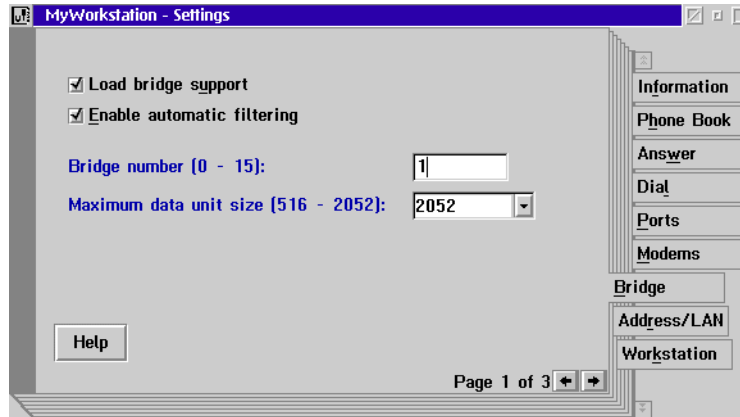 MyWorkstation - Settings
Load bridge support
Enable automatic filtering
Bridge number (0 - 15):
1
Maximum data unit size (516 - 2052):
2052
Help
Page 1 of 3
Information
Phone Book
Answer
Dial
Ports
Modems
Bridge
Address/LAN
Workstation